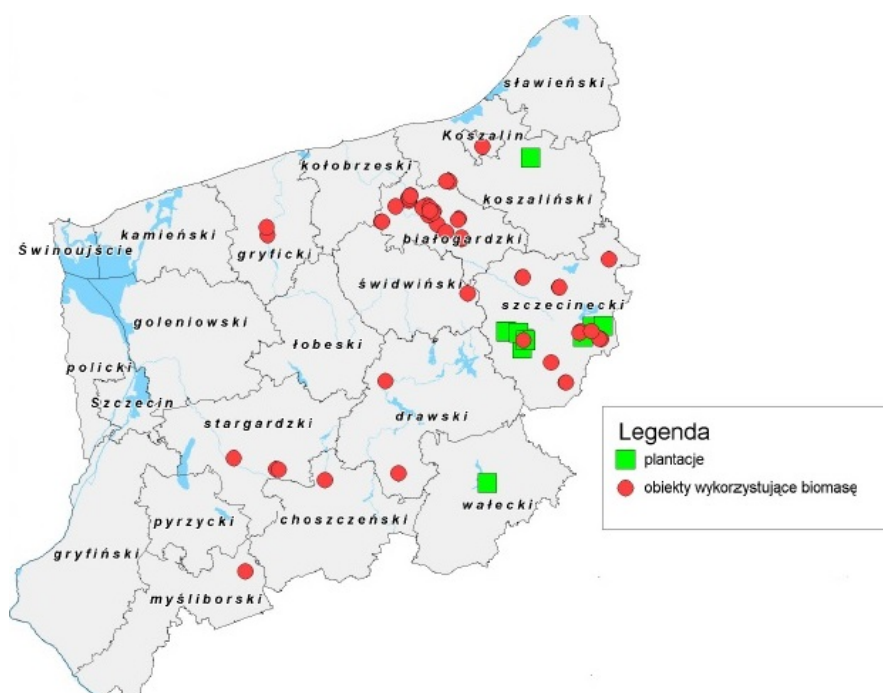 sławieński
Koszalin
kołobrzeski
koszaliński
kamieński
białogardzki
Świnoujście
gryficki
świdwiński
szczecinecki
goleniowski
łobeski
policki
Szczecin
drawski
stargardzki
wałecki
pyrzycki
choszczeński
gryfiński
myśliborski
Legenda
plantacje
obiekty wykorzystujące biomasę